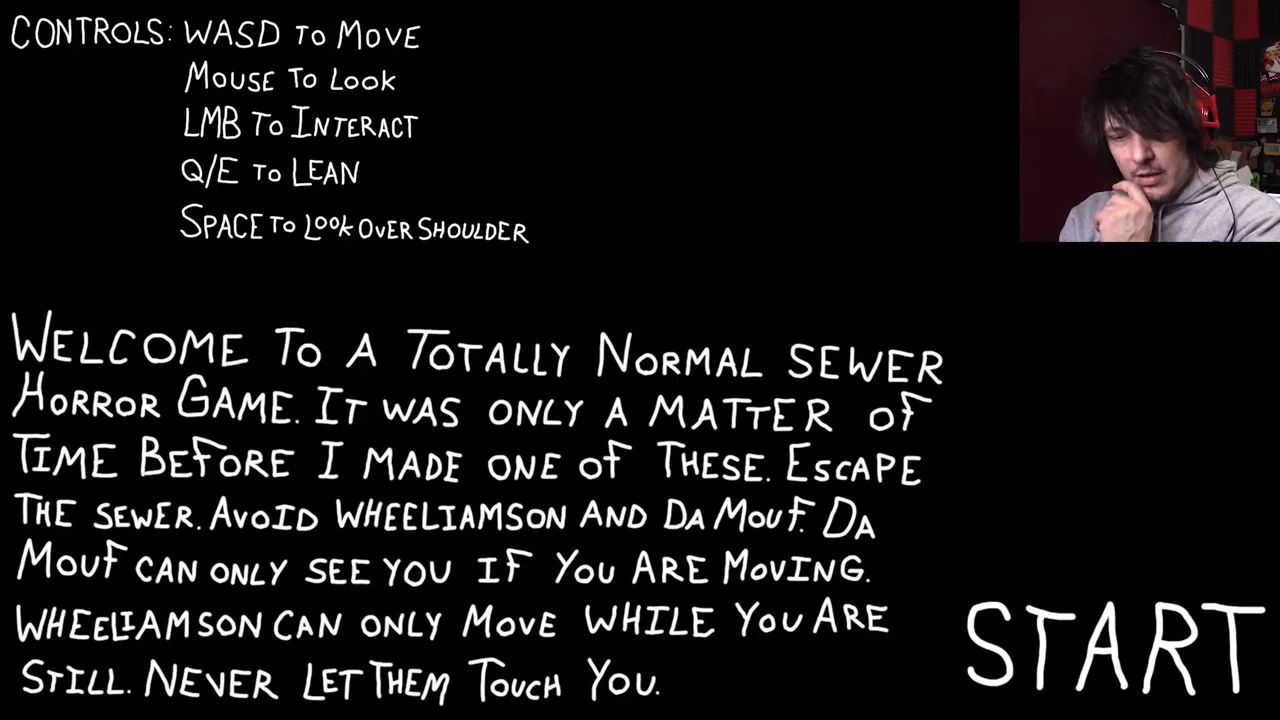 CONTROLS: WASD TO MOVE
MOUSE TO LOOK
LMB TO INTERACT
Q/E TO LEAN
SPACE TO LOOK OVER SHOULDER
WELCOME TO A TOTALLY NORMAL SEWER
HORROR GAME. IT WAS ONLY A MATTER OF
TIME BEFORE I MADE ONE OF THESE. ESCAPE
THE SEWER. AVOID WHEELIAMSON AND DA MOUF. DA
MOUF CAN ONLY SEE YOU IF YOU ARE MOVING.
WHEELIAMSON CAN ONLY MOVE WHILE YOU ARE
STILL. NEVER LET THEM TOUCH YOU.
START